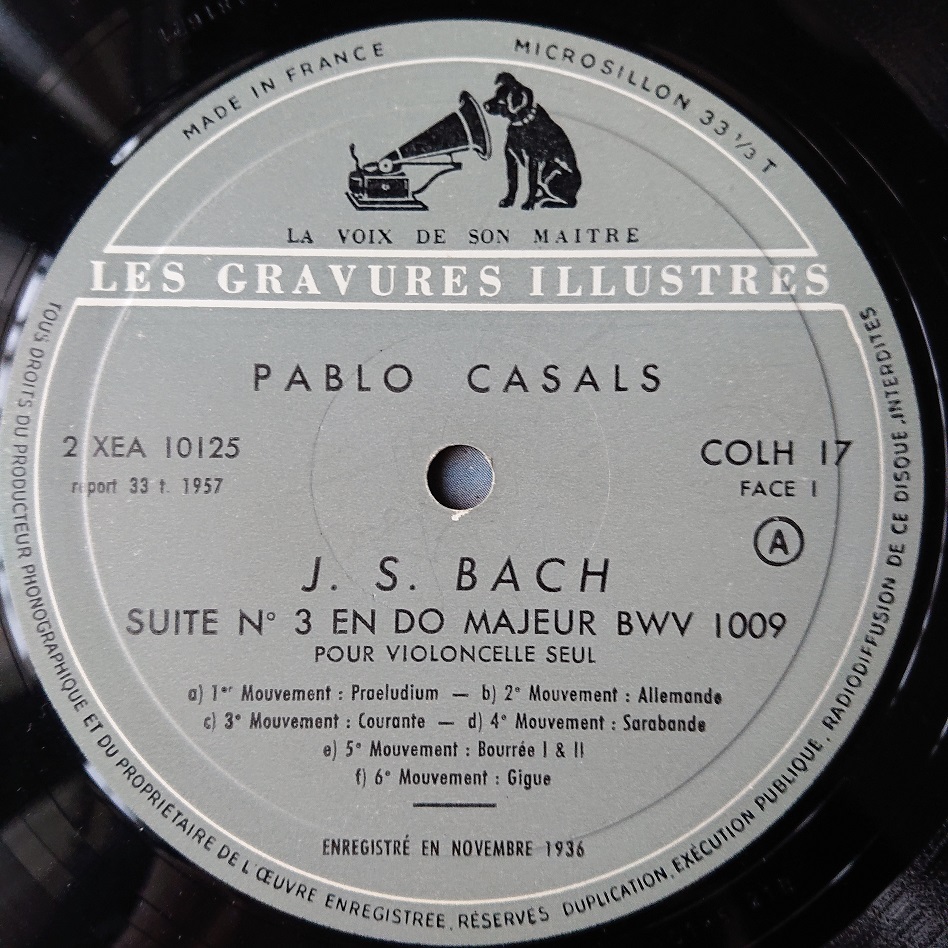 MADE IN FRANCE
MICROSILLON 33 1/3 T
LA VOIX DE SON MAITRE
LES GRAVURES ILLUSTRES
PABLO CASALS
2 XEA 10125
report 33 t. 1957
COLH 17
FACE 1
A
J. S. BACH
SUITE N° 3 EN DO MAJEUR BWV 1009
POUR VIOLONCELLE SEUL
a) 1er Mouvement : Praeludium — b) 2e Mouvement : Allemande
c) 3e Mouvement : Courante — d) 4e Mouvement : Sarabande
e) 5e Mouvement : Bourrée I & II
f) 6e Mouvement : Gigue
ENREGISTRÉ EN NOVEMBRE 1936
TOUS DROITS DU PRODUCTEUR PHONOGRAPHIQUE ET DU PROPRIETAIRE DE L'ŒUVRE ENREGISTREE, RÉSERVÉS DUPLICATION, EXÉCUTION PUBLIQUE, RADIODIFFUSION DE CE DISQUE INTERDITES